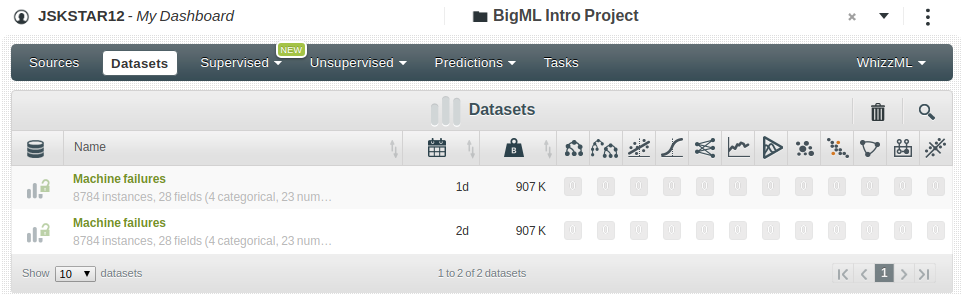 JSKSTAR12 - My Dashboard
BigML Intro Project
NEW
Sources Datasets Supervised Unsupervised Predictions Tasks WhizzML
Datasets
Name B
Machine failures 1d 907 K 0 0 0 0 0 0 0 0 0 0 0 0
8784 instances, 28 fields (4 categorical, 23 num…
Machine failures 2d 907 K 0 0 0 0 0 0 0 0 0 0 0 0
8784 instances, 28 fields (4 categorical, 23 num…
Show 10 datasets 1 to 2 of 2 datasets 1